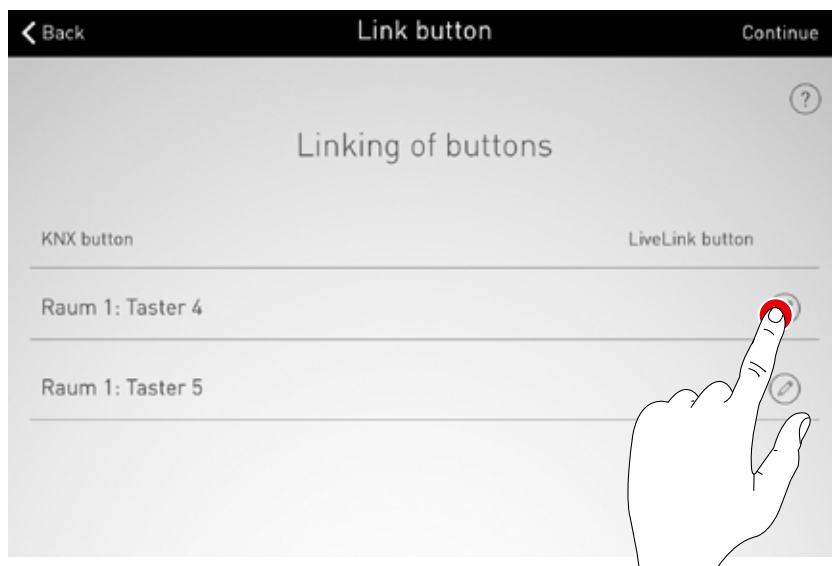 Back Link button Continue
?
Linking of buttons
KNX button LiveLink button
Raum 1: Taster 4
Raum 1: Taster 5